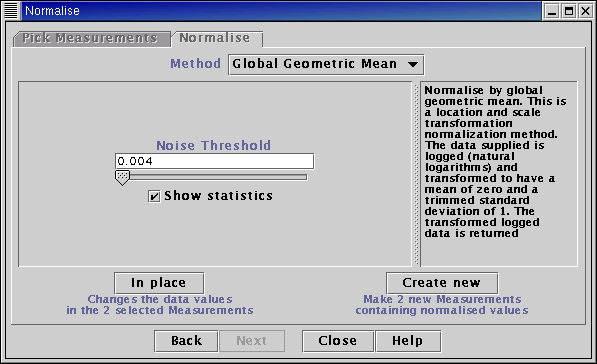 Normalise
Pick Measurements
Normalise
Method
Global Geometric Mean
Noise Threshold
0.004
Show statistics
Normalise by global
geometric mean. This is
a location and scale
transformation
normalization method.
The data supplied is
logged (natural
logarithms) and
transformed to have a
mean of zero and a
trimmed standard
deviation of 1. The
transformed logged
data is returned
In place
Changes the data values
in the 2 selected Measurements
Create new
Make 2 new Measurements
containing normalised values
Back
Next
Close
Help